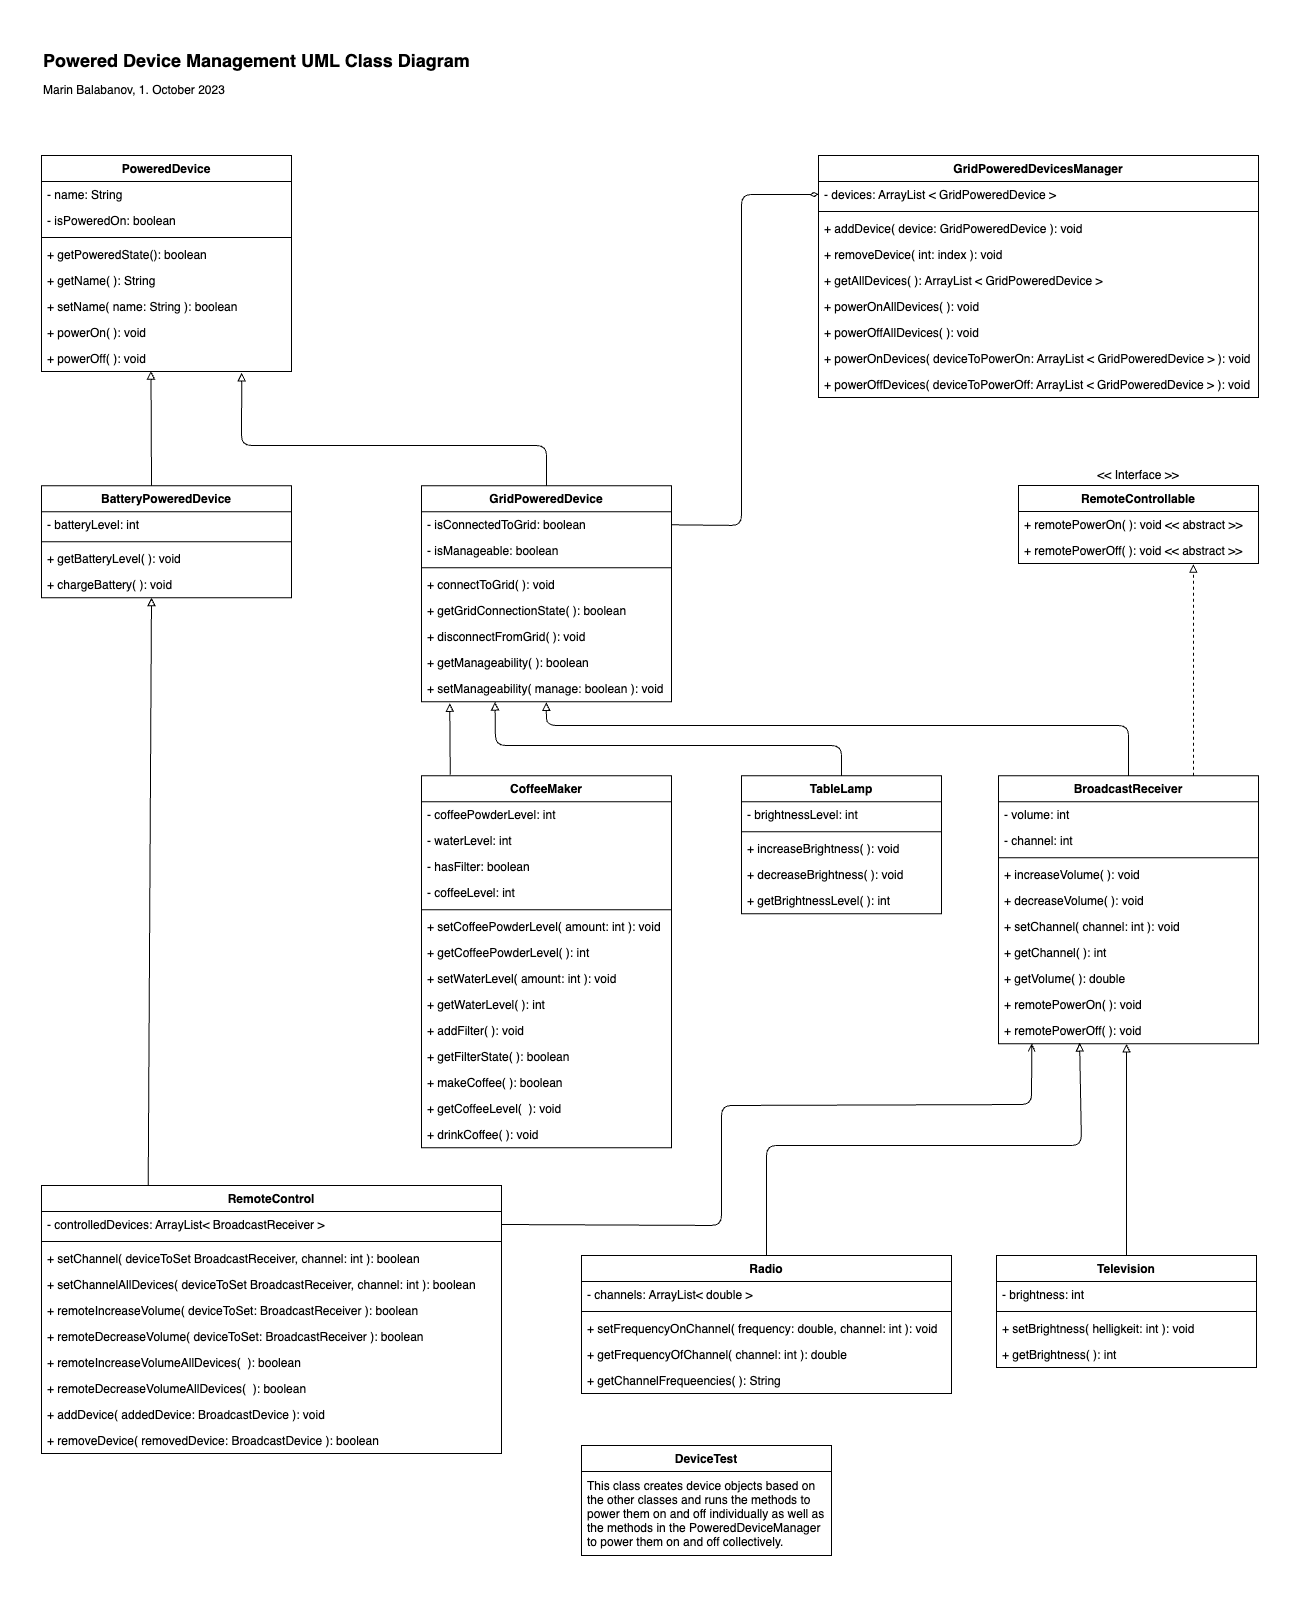 Powered Device Management UML Class Diagram
Marin Balabanov, 1. October 2023
PoweredDevice
- name: String
- isPoweredOn: boolean
+ getPoweredState(): boolean
+ getName( ): String
+ setName( name: String ): boolean
+ powerOn( ): void
+ powerOff( ): void
GridPoweredDevicesManager
- devices: ArrayList < GridPoweredDevice >
+ addDevice( device: GridPoweredDevice ): void
+ removeDevice( int: index ): void
+ getAllDevices( ): ArrayList < GridPoweredDevice >
+ powerOnAllDevices( ): void
+ powerOffAllDevices( ): void
+ powerOnDevices( deviceToPowerOn: ArrayList < GridPoweredDevice > ): void
+ powerOffDevices( deviceToPowerOff: ArrayList < GridPoweredDevice > ): void
BatteryPoweredDevice
- batteryLevel: int
+ getBatteryLevel( ): void
+ chargeBattery( ): void
GridPoweredDevice
- isConnectedToGrid: boolean
- isManageable: boolean
+ connectToGrid( ): void
+ getGridConnectionState( ): boolean
+ disconnectFromGrid( ): void
+ getManageability( ): boolean
+ setManageability( manage: boolean ): void
<< Interface >>
RemoteControllable
+ remotePowerOn( ): void << abstract >>
+ remotePowerOff( ): void << abstract >>
CoffeeMaker
- coffeePowderLevel: int
- waterLevel: int
- hasFilter: boolean
- coffeeLevel: int
+ setCoffeePowderLevel( amount: int ): void
+ getCoffeePowderLevel( ): int
+ setWaterLevel( amount: int ): void
+ getWaterLevel( ): int
+ addFilter( ): void
+ getFilterState( ): boolean
+ makeCoffee( ): boolean
+ getCoffeeLevel(  ): void
+ drinkCoffee( ): void
TableLamp
- brightnessLevel: int
+ increaseBrightness( ): void
+ decreaseBrightness( ): void
+ getBrightnessLevel( ): int
BroadcastReceiver
- volume: int
- channel: int
+ increaseVolume( ): void
+ decreaseVolume( ): void
+ setChannel( channel: int ): void
+ getChannel( ): int
+ getVolume( ): double
+ remotePowerOn( ): void
+ remotePowerOff( ): void
RemoteControl
- controlledDevices: ArrayList< BroadcastReceiver >
+ setChannel( deviceToSet BroadcastReceiver, channel: int ): boolean
+ setChannelAllDevices( deviceToSet BroadcastReceiver, channel: int ): boolean
+ remoteIncreaseVolume( deviceToSet: BroadcastReceiver ): boolean
+ remoteDecreaseVolume( deviceToSet: BroadcastReceiver ): boolean
+ remoteIncreaseVolumeAllDevices(  ): boolean
+ remoteDecreaseVolumeAllDevices(  ): boolean
+ addDevice( addedDevice: BroadcastDevice ): void
+ removeDevice( removedDevice: BroadcastDevice ): boolean
Radio
- channels: ArrayList< double >
+ setFrequencyOnChannel( frequency: double, channel: int ): void
+ getFrequencyOfChannel( channel: int ): double
+ getChannelFrequeencies( ): String
Television
- brightness: int
+ setBrightness( helligkeit: int ): void
+ getBrightness( ): int
DeviceTest
This class creates device objects based on
the other classes and runs the methods to
power them on and off individually as well as
the methods in the PoweredDeviceManager
to power them on and off collectively.